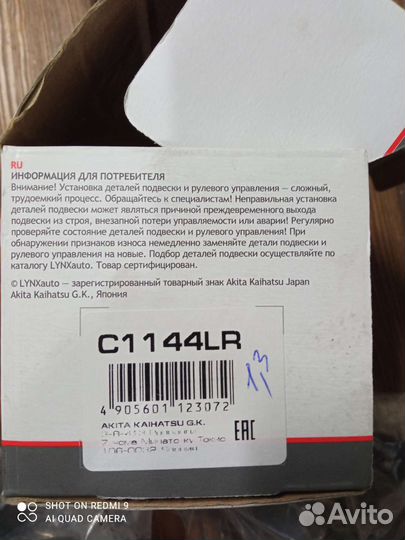 RU
ИНФОРМАЦИЯ ДЛЯ ПОТРЕБИТЕЛЯ
Внимание! Установка деталей подвески и рулевого управления — сложный,
трудоемкий процесс. Обращайтесь к специалистам! Неправильная установка
деталей подвески может являться причиной преждевременного выхода
подвески из строя, внезапной потери управляемости или аварии! Регулярно
проверяйте состояние деталей подвески и рулевого управления! При
обнаружении признаков износа немедленно заменяйте детали подвески и
рулевого управления на новые. Подбор деталей подвески осуществляйте по
каталогу LYNXauto. Товар сертифицирован.
© LYNXauto — зарегистрированный товарный знак Akita Kaihatsu Japan
Akita Kaihatsu G.K., Япония
C1144LR
4 905601 123072
AKITA KAIHATSU G.K.
Минато ку Токио
EAC
SHOT ON REDMI 9
AI QUAD CAMERA
Avito